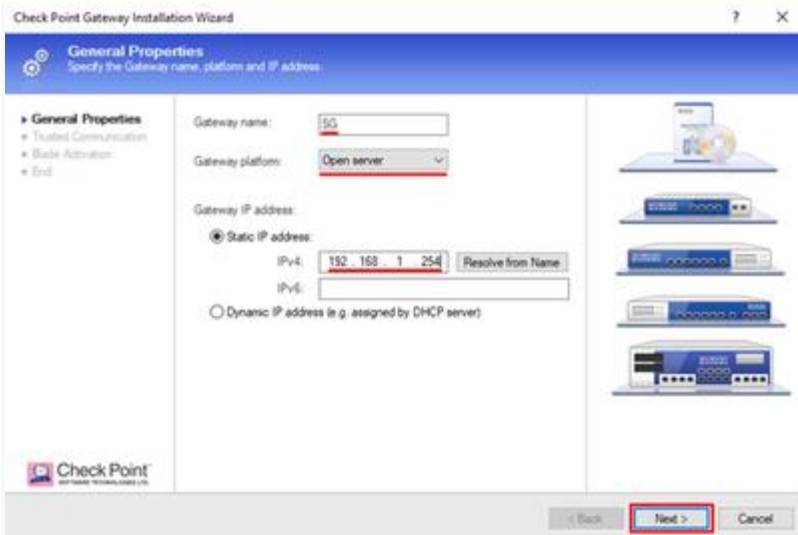 Check Point Gateway Installation Wizard
? X
General Properties
Specify the Gateway name, platform and IP address.
General Properties
Trusted Communication
Blade Activation
End
Gateway name:
SG
Gateway platform:
Open server
Gateway IP address:
Static IP address:
IPv4:
192 . 168 . 1 . 254
Resolve from Name
IPv6:
Dynamic IP address (e.g. assigned by DHCP server)
Check Point
SOFTWARE TECHNOLOGIES LTD.
< Back
Next >
Cancel